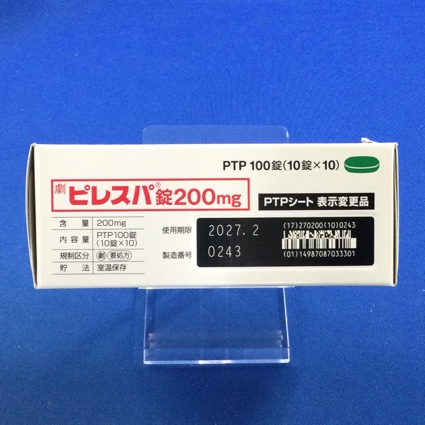 PTP 100錠(10錠×10)
劇 ピレスパ®錠200mg
PTPシート 表示変更品
含量 200mg
内容量 PTP100錠
(10錠×10)
規制区分 劇 要処方
貯法 室温保存
使用期限 2027.2
製造番号 0243
(17)270200(10)0243
(01)14987087033301